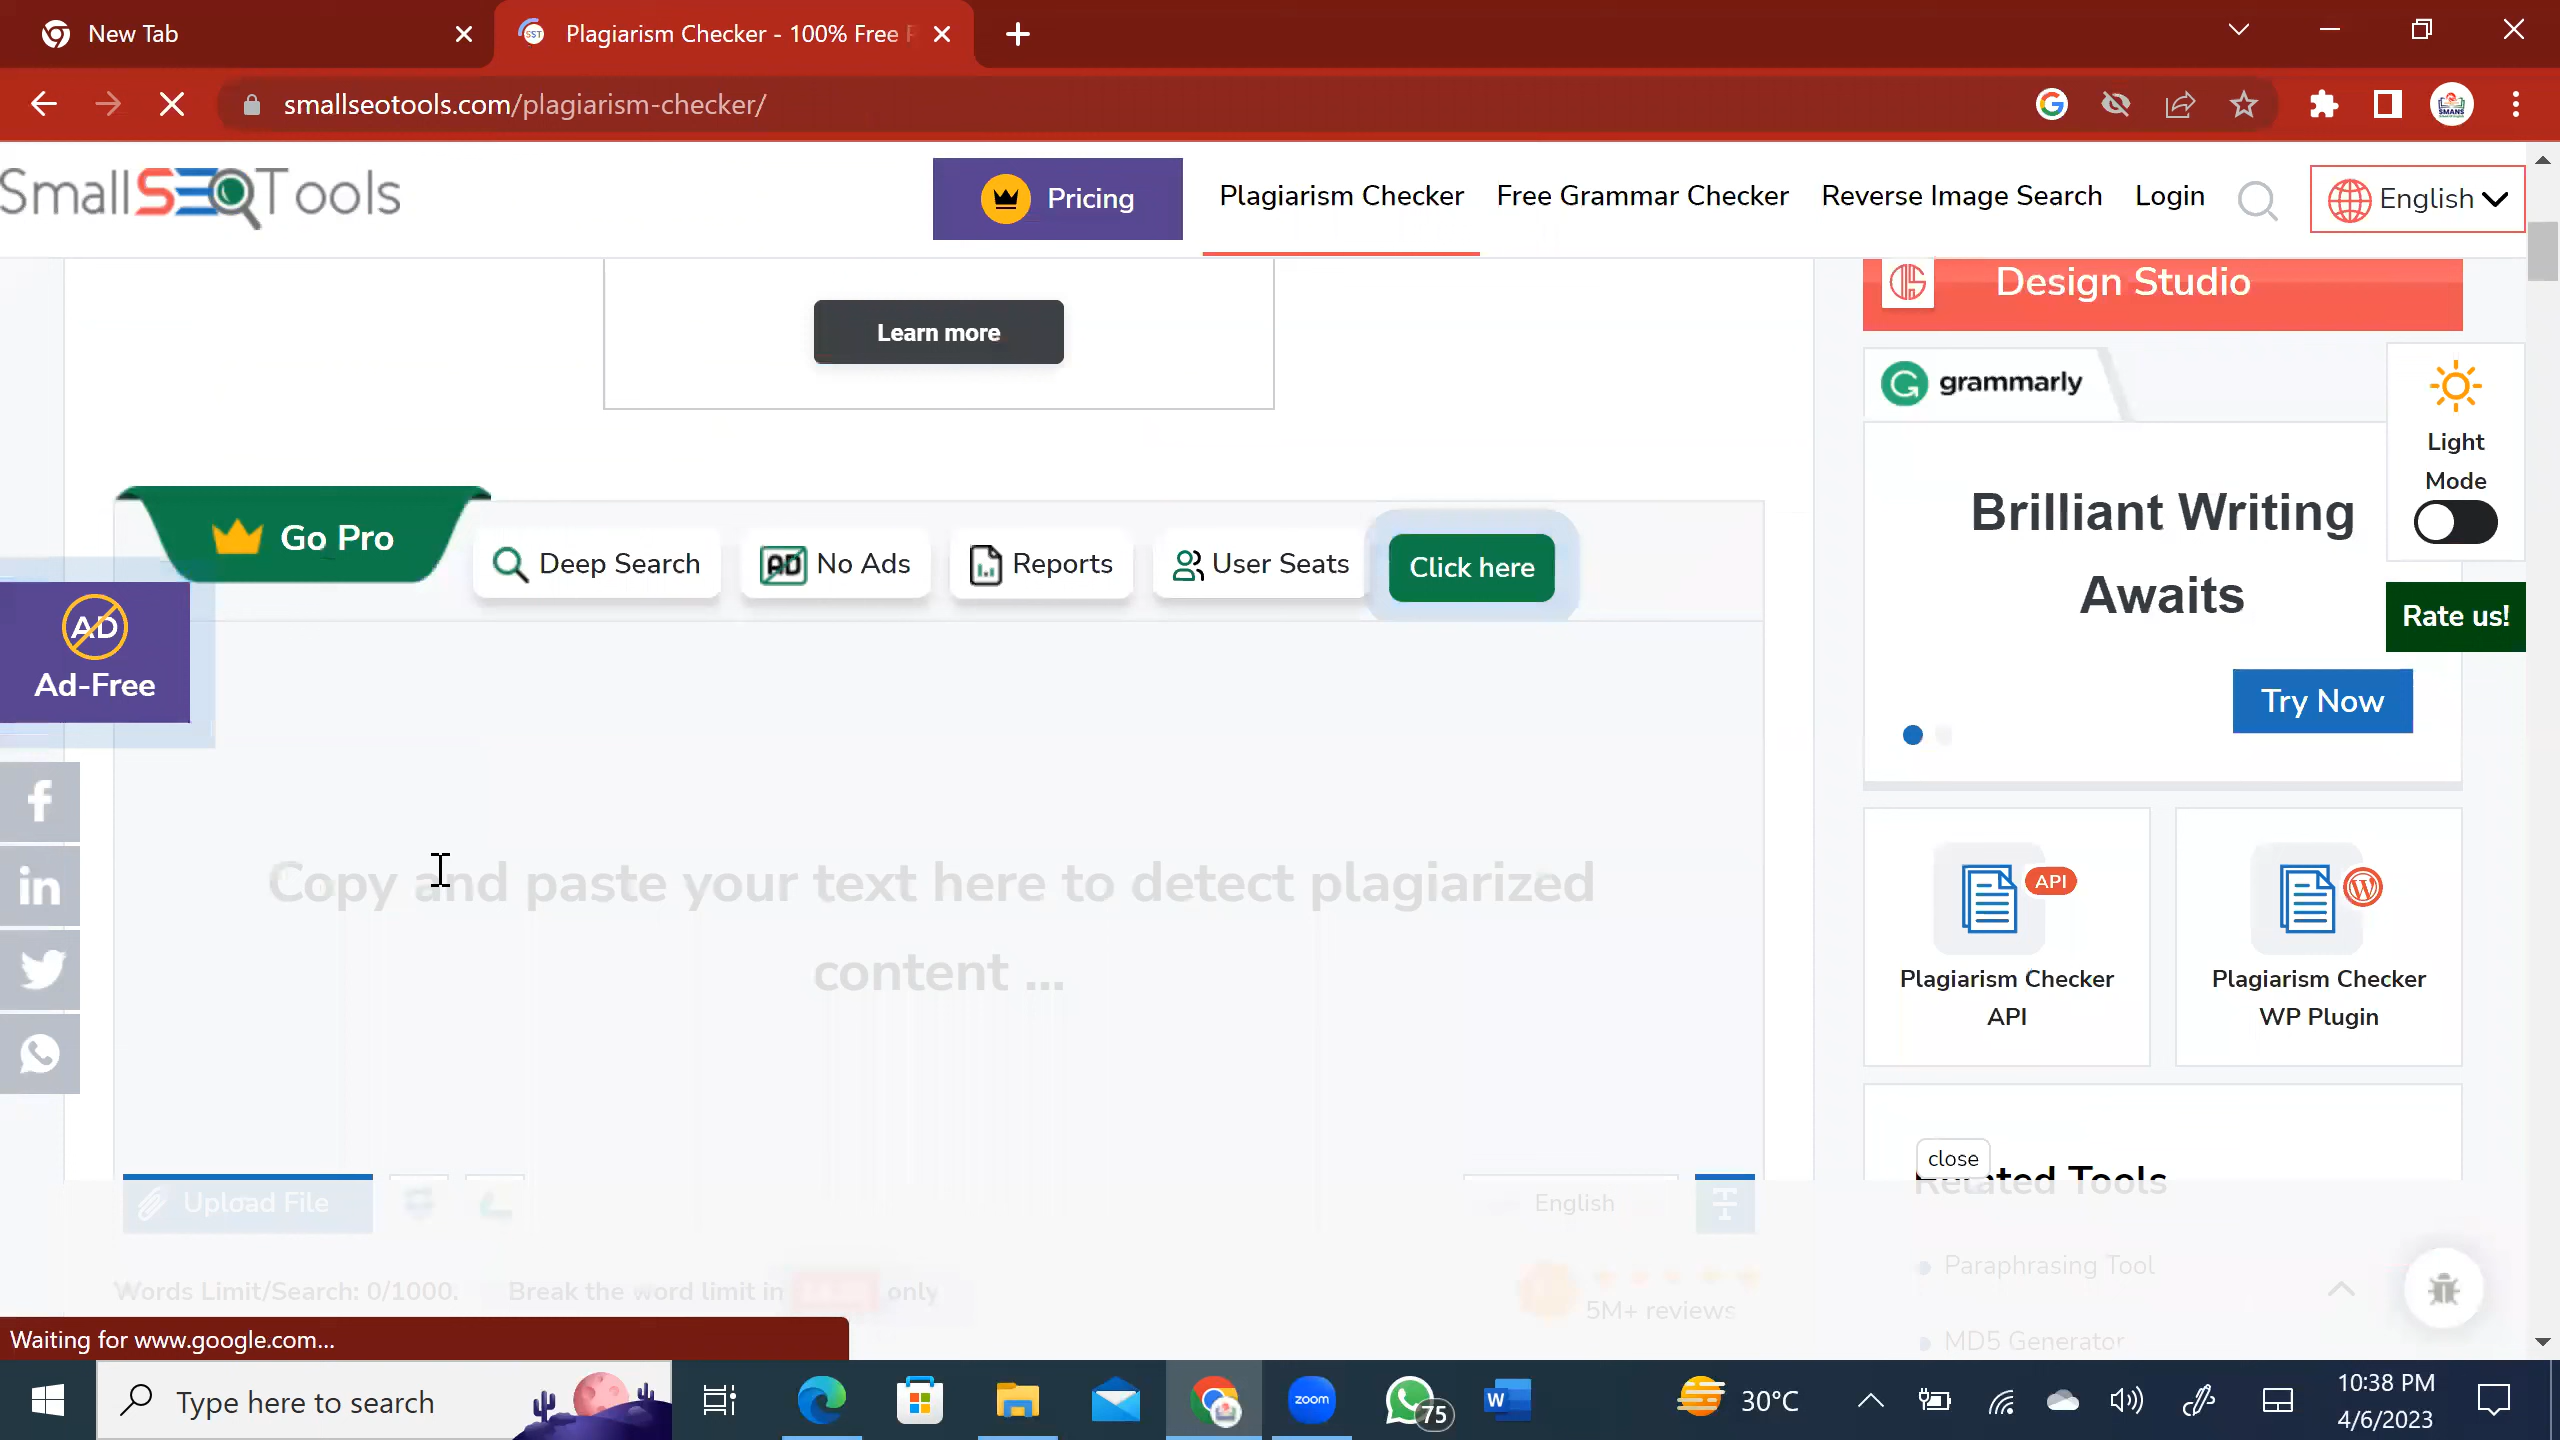 New Tab
Plagiarism Checker - 100% Free
smallseotools.com/plagiarism-checker/
SmallSEOTools
Pricing
Plagiarism Checker
Free Grammar Checker
Reverse Image Search
Login
English
Learn more
Design Studio
grammarly
Light
Mode
Brilliant Writing
Awaits
Rate us!
Try Now
Go Pro
Deep Search
No Ads
Reports
User Seats
Click here
AD
Ad-Free
Copy and paste your text here to detect plagiarized
content ...
API
Plagiarism Checker
API
Plagiarism Checker
WP Plugin
close
Related Tools
Upload File
English
Paraphrasing Tool
Words Limit/Search: 0/1000.
Break the word limit in
only
5M+ reviews
MD5 Generator
Waiting for www.google.com...
Type here to search
zoom
75
30°C
10:38 PM
4/6/2023